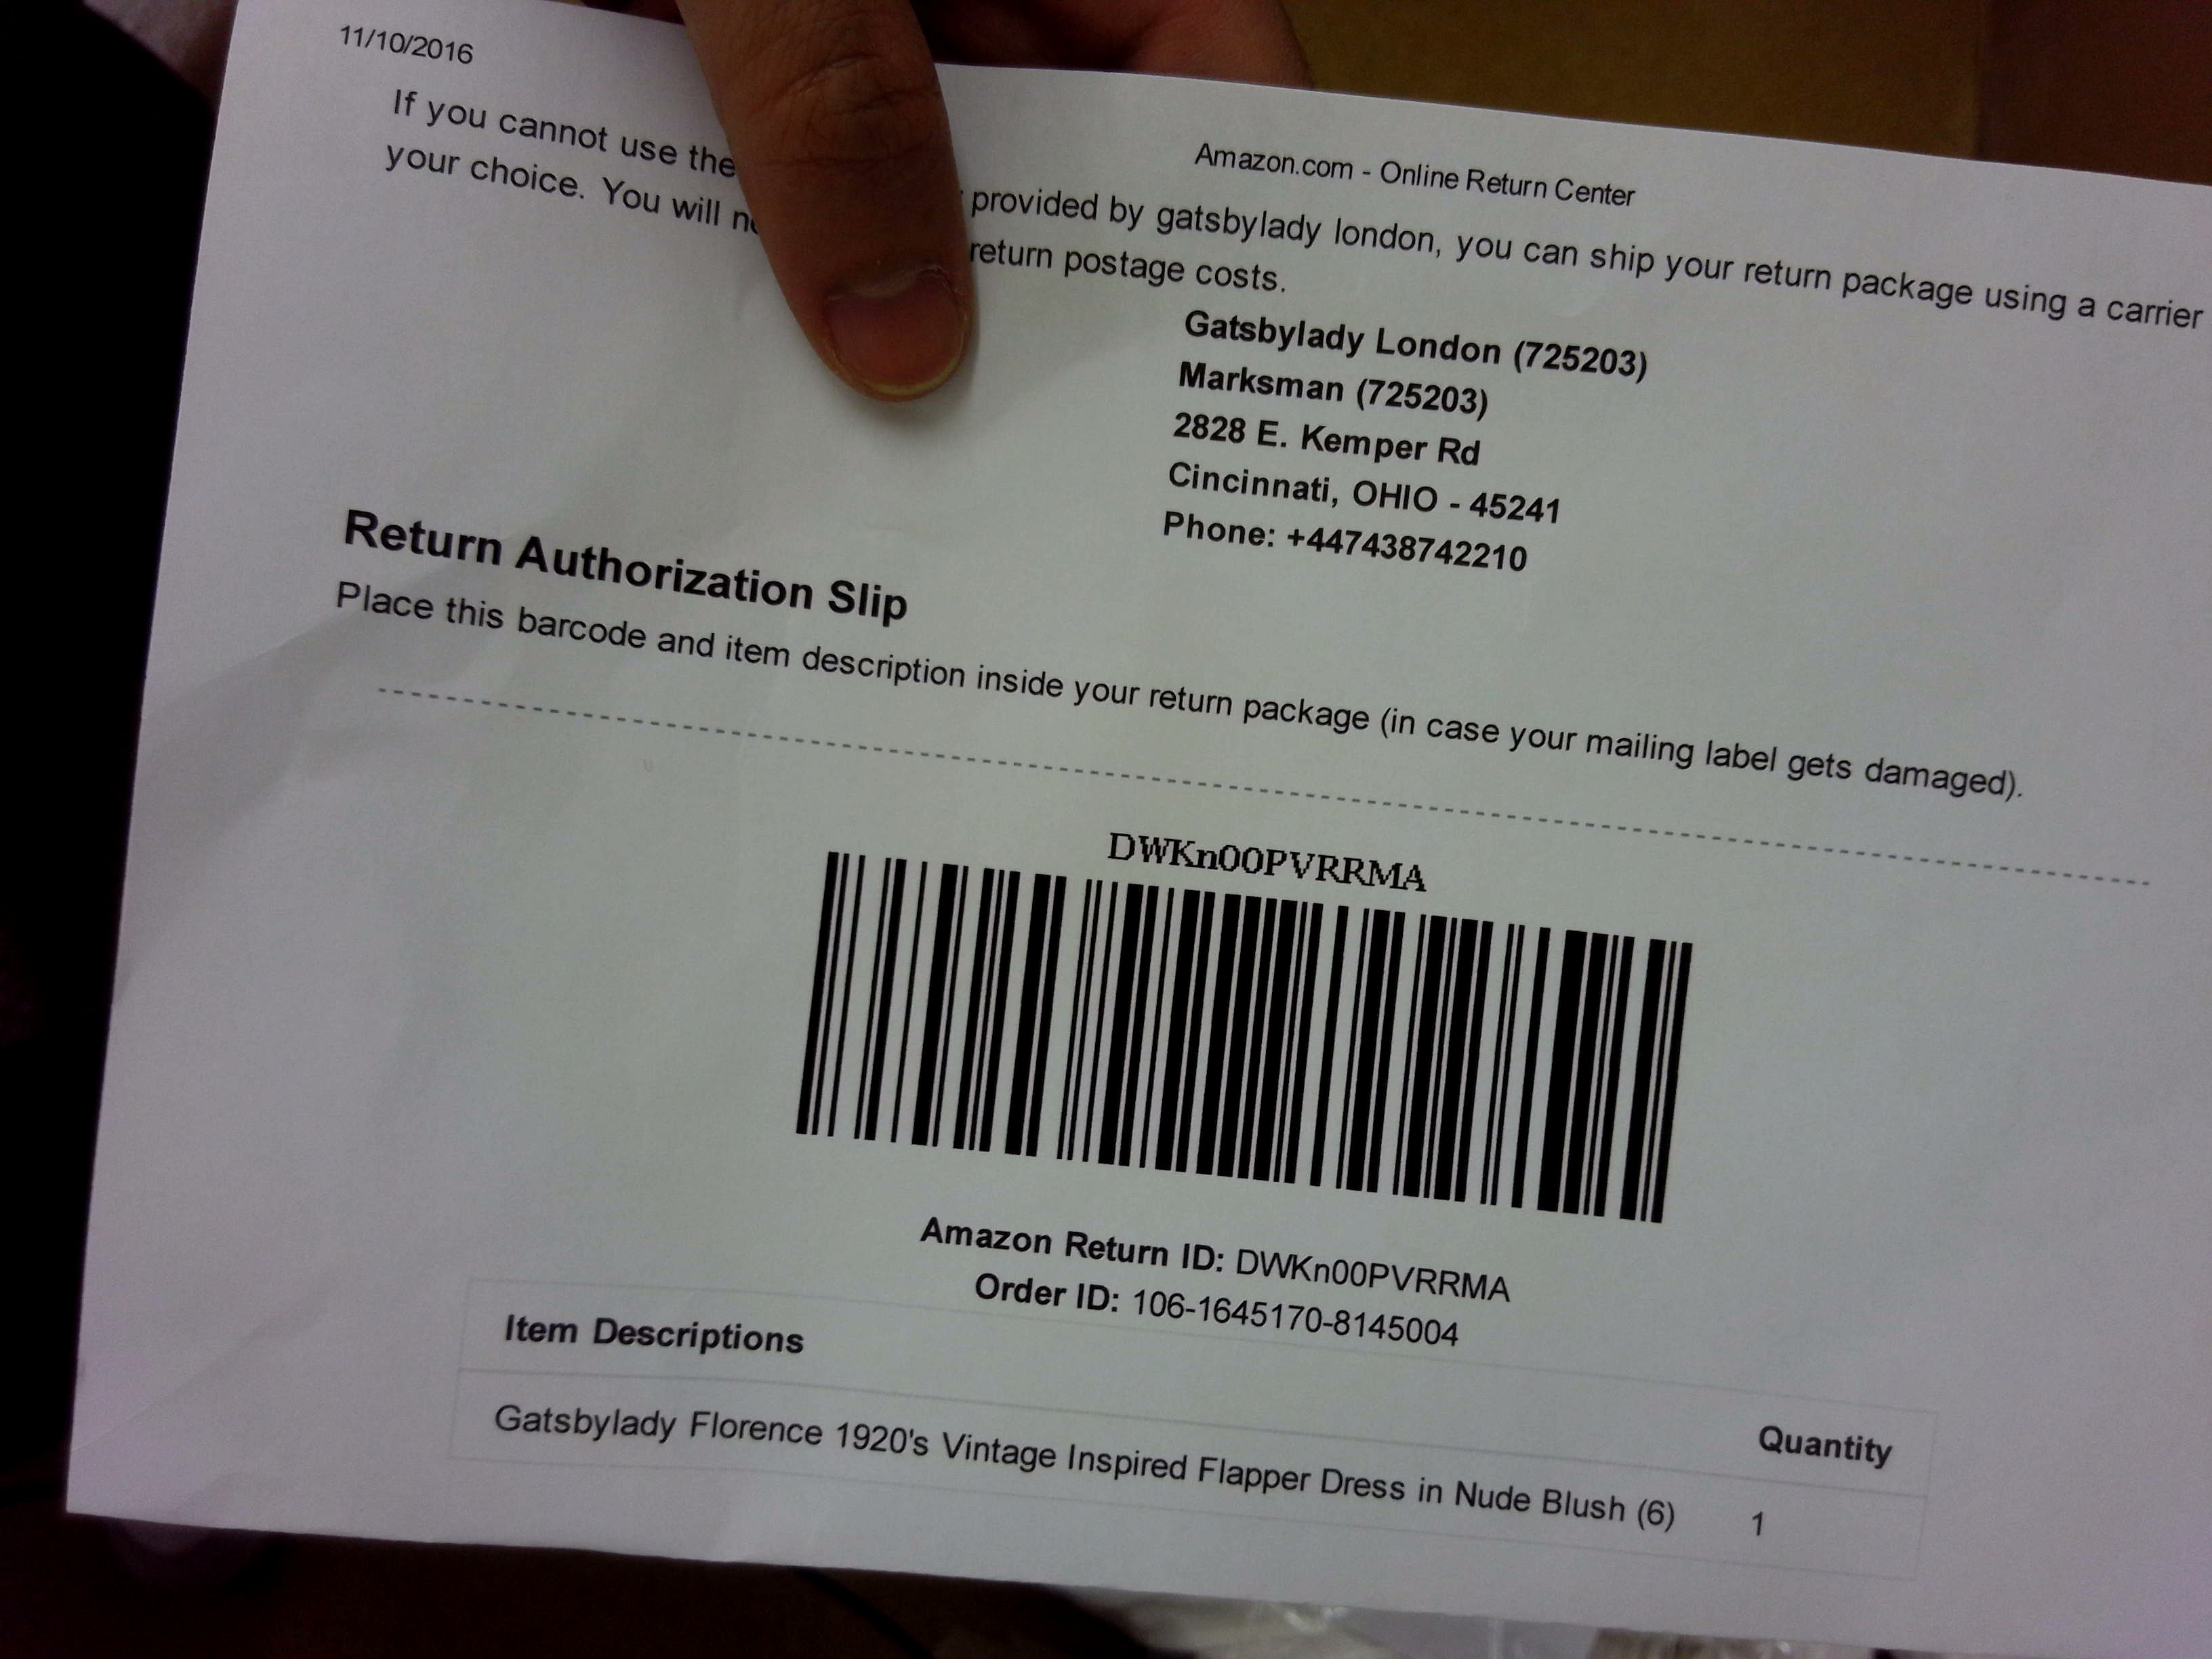 11/10/2016
Amazon.com - Online Return Center
If you cannot use the provided by gatsbylady london, you can ship your return package using a carrier
your choice. You will return postage costs.
Gatsbylady London (725203)
Marksman (725203)
2828 E. Kemper Rd
Cincinnati, OHIO - 45241
Phone: +447438742210
Return Authorization Slip
Place this barcode and item description inside your return package (in case your mailing label gets damaged).
DWKn00PVRRMA
Amazon Return ID: DWKn00PVRRMA
Order ID: 106-1645170-8145004
Item Descriptions Quantity
Gatsbylady Florence 1920's Vintage Inspired Flapper Dress in Nude Blush (6) 1